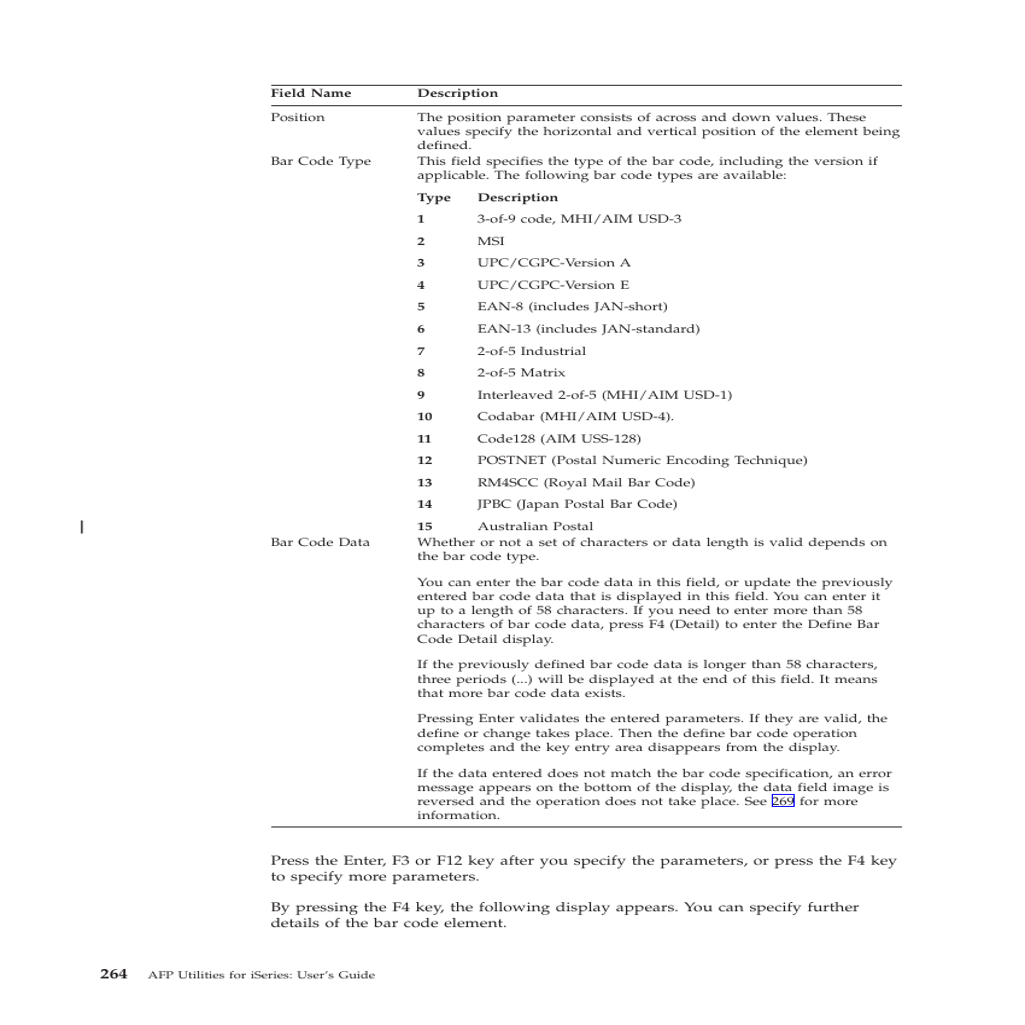 Field Name Description
Position The position parameter consists of across and down values. These
values specify the horizontal and vertical position of the element being
defined.
Bar Code Type This field specifies the type of the bar code, including the version if
applicable. The following bar code types are available:
Type Description
1 3-of-9 code, MHI/AIM USD-3
2 MSI
3 UPC/CGPC-Version A
4 UPC/CGPC-Version E
5 EAN-8 (includes JAN-short)
6 EAN-13 (includes JAN-standard)
7 2-of-5 Industrial
8 2-of-5 Matrix
9 Interleaved 2-of-5 (MHI/AIM USD-1)
10 Codabar (MHI/AIM USD-4).
11 Code128 (AIM USS-128)
12 POSTNET (Postal Numeric Encoding Technique)
13 RM4SCC (Royal Mail Bar Code)
14 JPBC (Japan Postal Bar Code)
| 15 Australian Postal
Bar Code Data Whether or not a set of characters or data length is valid depends on
the bar code type.
You can enter the bar code data in this field, or update the previously
entered bar code data that is displayed in this field. You can enter it
up to a length of 58 characters. If you need to enter more than 58
characters of bar code data, press F4 (Detail) to enter the Define Bar
Code Detail display.
If the previously defined bar code data is longer than 58 characters,
three periods (...) will be displayed at the end of this field. It means
that more bar code data exists.
Pressing Enter validates the entered parameters. If they are valid, the
define or change takes place. Then the define bar code operation
completes and the key entry area disappears from the display.
If the data entered does not match the bar code specification, an error
message appears on the bottom of the display, the data field image is
reversed and the operation does not take place. See 269 for more
information.
Press the Enter, F3 or F12 key after you specify the parameters, or press the F4 key
to specify more parameters.
By pressing the F4 key, the following display appears. You can specify further
details of the bar code element.
264 AFP Utilities for iSeries: User's Guide